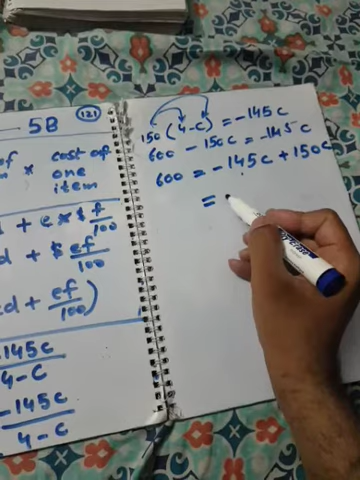 (121)
5B
of cost of
m * one
item
d + e * $ f/100
d + $ ef/100
cd + ef/100)
-145c
4-c
-145c
4-c
150 (4-c) = -145c
600 - 150c = -145c
600 = -145c + 150c
=